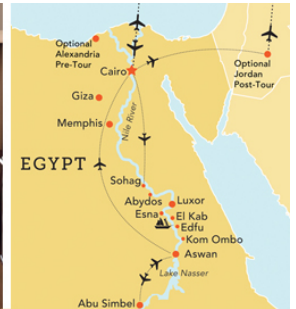 Optional
Alexandria
Pre-Tour
Cairo
Optional
Jordan
Post-Tour
Giza
Memphis
Nile River
EGYPT
Sohag
Abydos
Luxor
Esna
El Kab
Edfu
Kom Ombo
Aswan
Lake Nasser
Abu Simbel